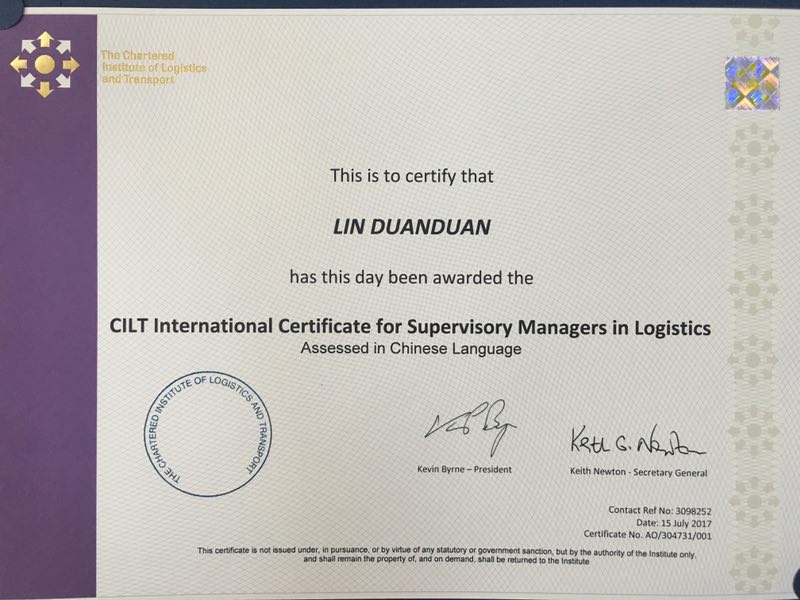 The Chartered
Institute of Logistics
and Transport
This is to certify that
LIN DUANDUAN
has this day been awarded the
CILT International Certificate for Supervisory Managers in Logistics
Assessed in Chinese Language
THE CHARTERED INSTITUTE OF LOGISTICS AND TRANSPORT
Keith G. Newton
Kevin Byrne – President
Keith Newton - Secretary General
Contact Ref No: 3098252
Date: 15 July 2017
Certificate No. AO/304731/001
This certificate is not issued under, in pursuance, or by virtue of any statutory or government sanction, but by the authority of the Institute only,
and shall remain the property of, and on demand, shall be returned to the Institute